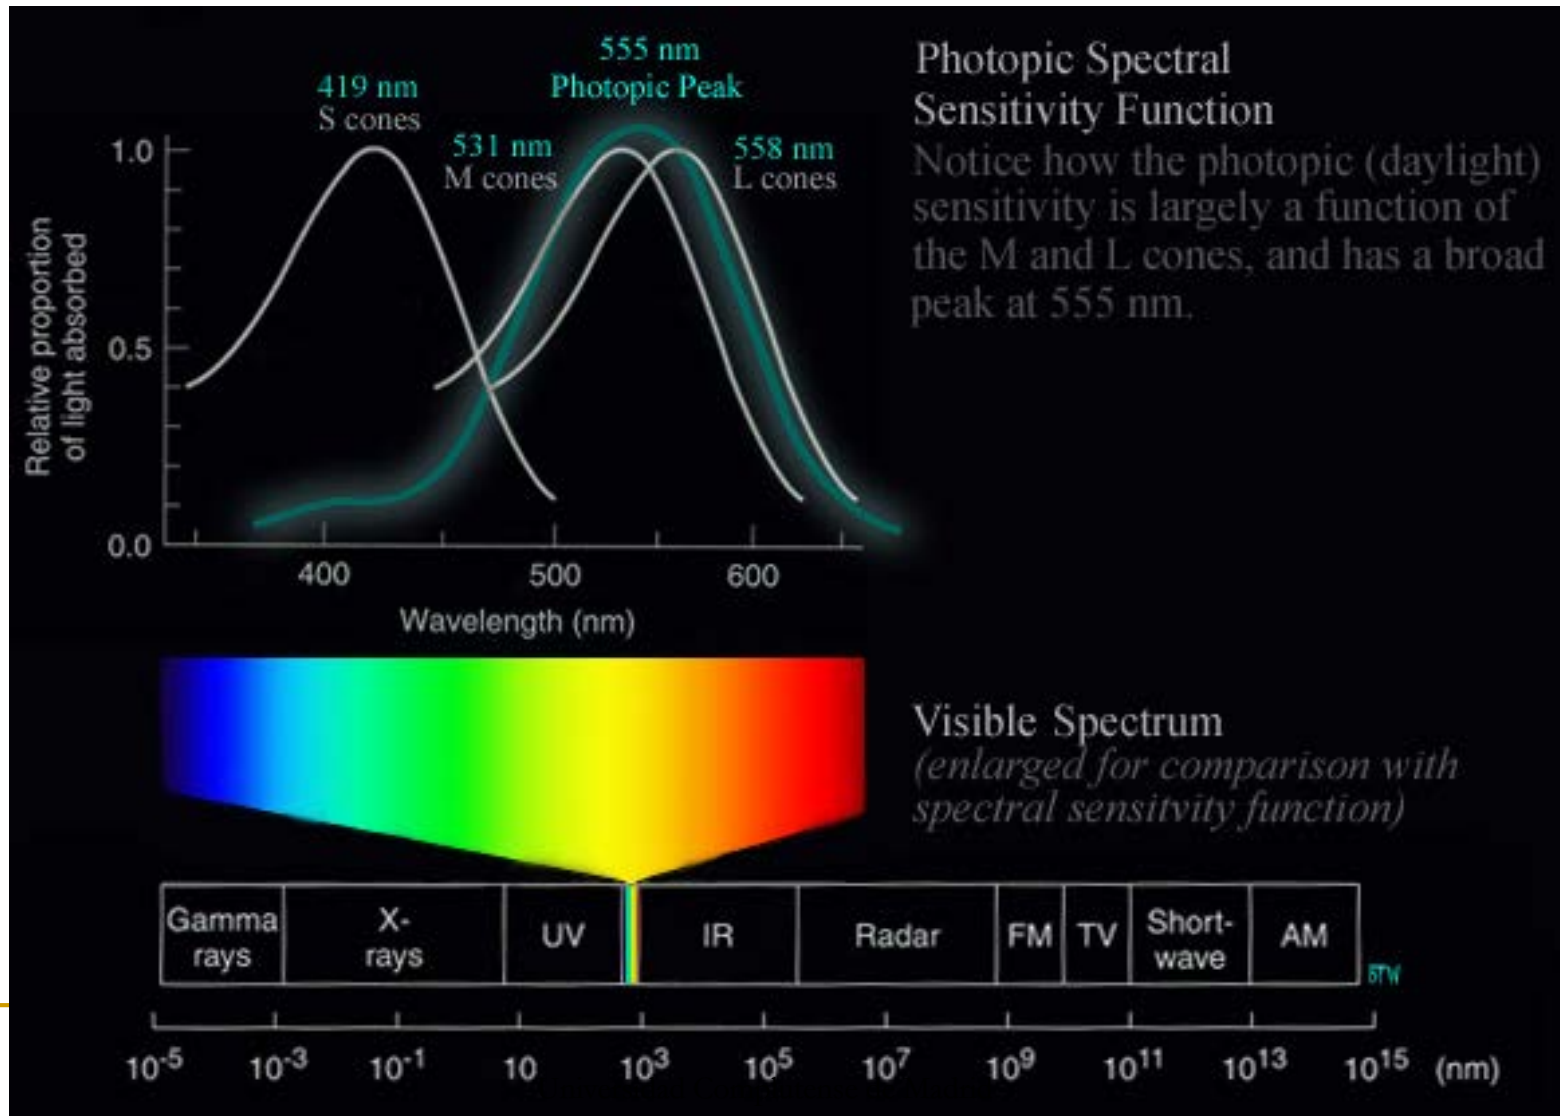 555 nm
Photopic Peak
419 nm
S cones
531 nm
M cones
558 nm
L cones
Photopic Spectral
Sensitivity Function
Notice how the photopic (daylight)
sensitivity is largely a function of
the M and L cones, and has a broad
peak at 555 nm.
Relative proportion
of light absorbed
1.0
0.5
0.0
400 500 600
Wavelength (nm)
Visible Spectrum
(enlarged for comparison with
spectral sensitvity function)
Gamma
rays
X-
rays
UV
IR
Radar
FM
TV
Short-
wave
AM
BTW
10⁻⁵ 10⁻³ 10⁻¹ 10 10³ 10⁵ 10⁷ 10⁹ 10¹¹ 10¹³ 10¹⁵ (nm)